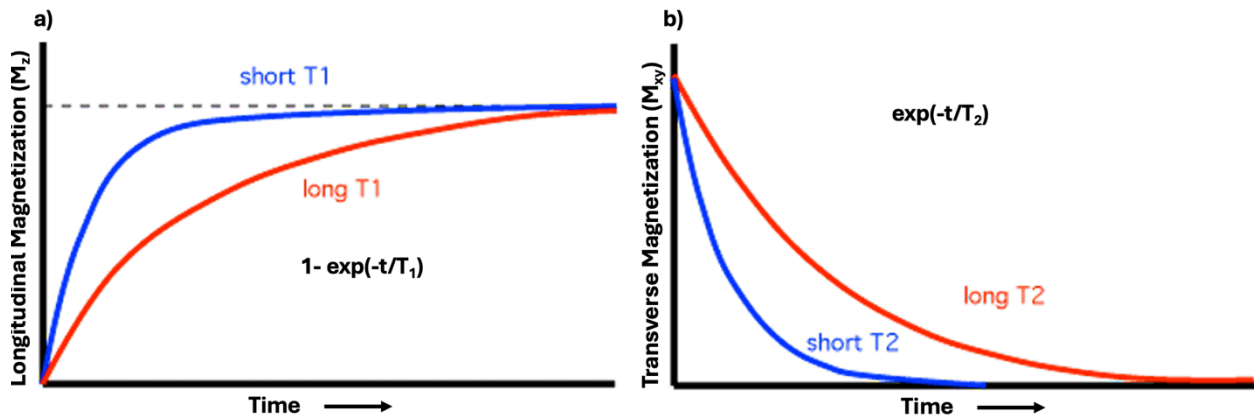 a)
Longitudinal Magnetization (Mz)
short T1
long T1
1- exp(-t/T1)
Time
b)
Transverse Magnetization (Mxy)
exp(-t/T2)
long T2
short T2
Time